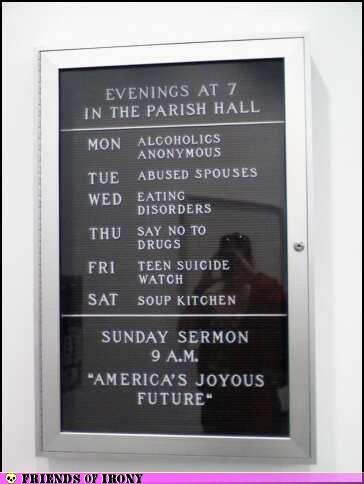 EVENINGS AT 7
IN THE PARISH HALL
MON ALCOHOLICS
ANONYMOUS
TUE ABUSED SPOUSES
WED EATING
DISORDERS
THU SAY NO TO
DRUGS
FRI TEEN SUICIDE
WATCH
SAT SOUP KITCHEN
SUNDAY SERMON
9 A.M.
"AMERICA'S JOYOUS
FUTURE"
FRIENDS OF IRONY